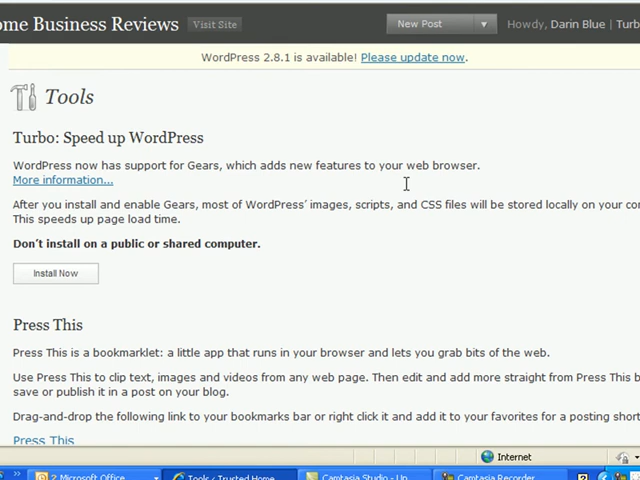 ome Business Reviews Visit Site New Post Howdy, Darin Blue | Turb
WordPress 2.8.1 is available! Please update now.
Tools
Turbo: Speed up WordPress
WordPress now has support for Gears, which adds new features to your web browser.
More information...
After you install and enable Gears, most of WordPress’ images, scripts, and CSS files will be stored locally on your co
This speeds up page load time.
Don’t install on a public or shared computer.
Install Now
Press This
Press This is a bookmarklet: a little app that runs in your browser and lets you grab bits of the web.
Use Press This to clip text, images and videos from any web page. Then edit and add more straight from Press This b
save or publish it in a post on your blog.
Drag-and-drop the following link to your bookmarks bar or right click it and add it to your favorites for a posting short
Press This
Internet
2 Microsoft Office Tools ‹ Trusted Home Camtasia Studio - Un Camtasia Recorder